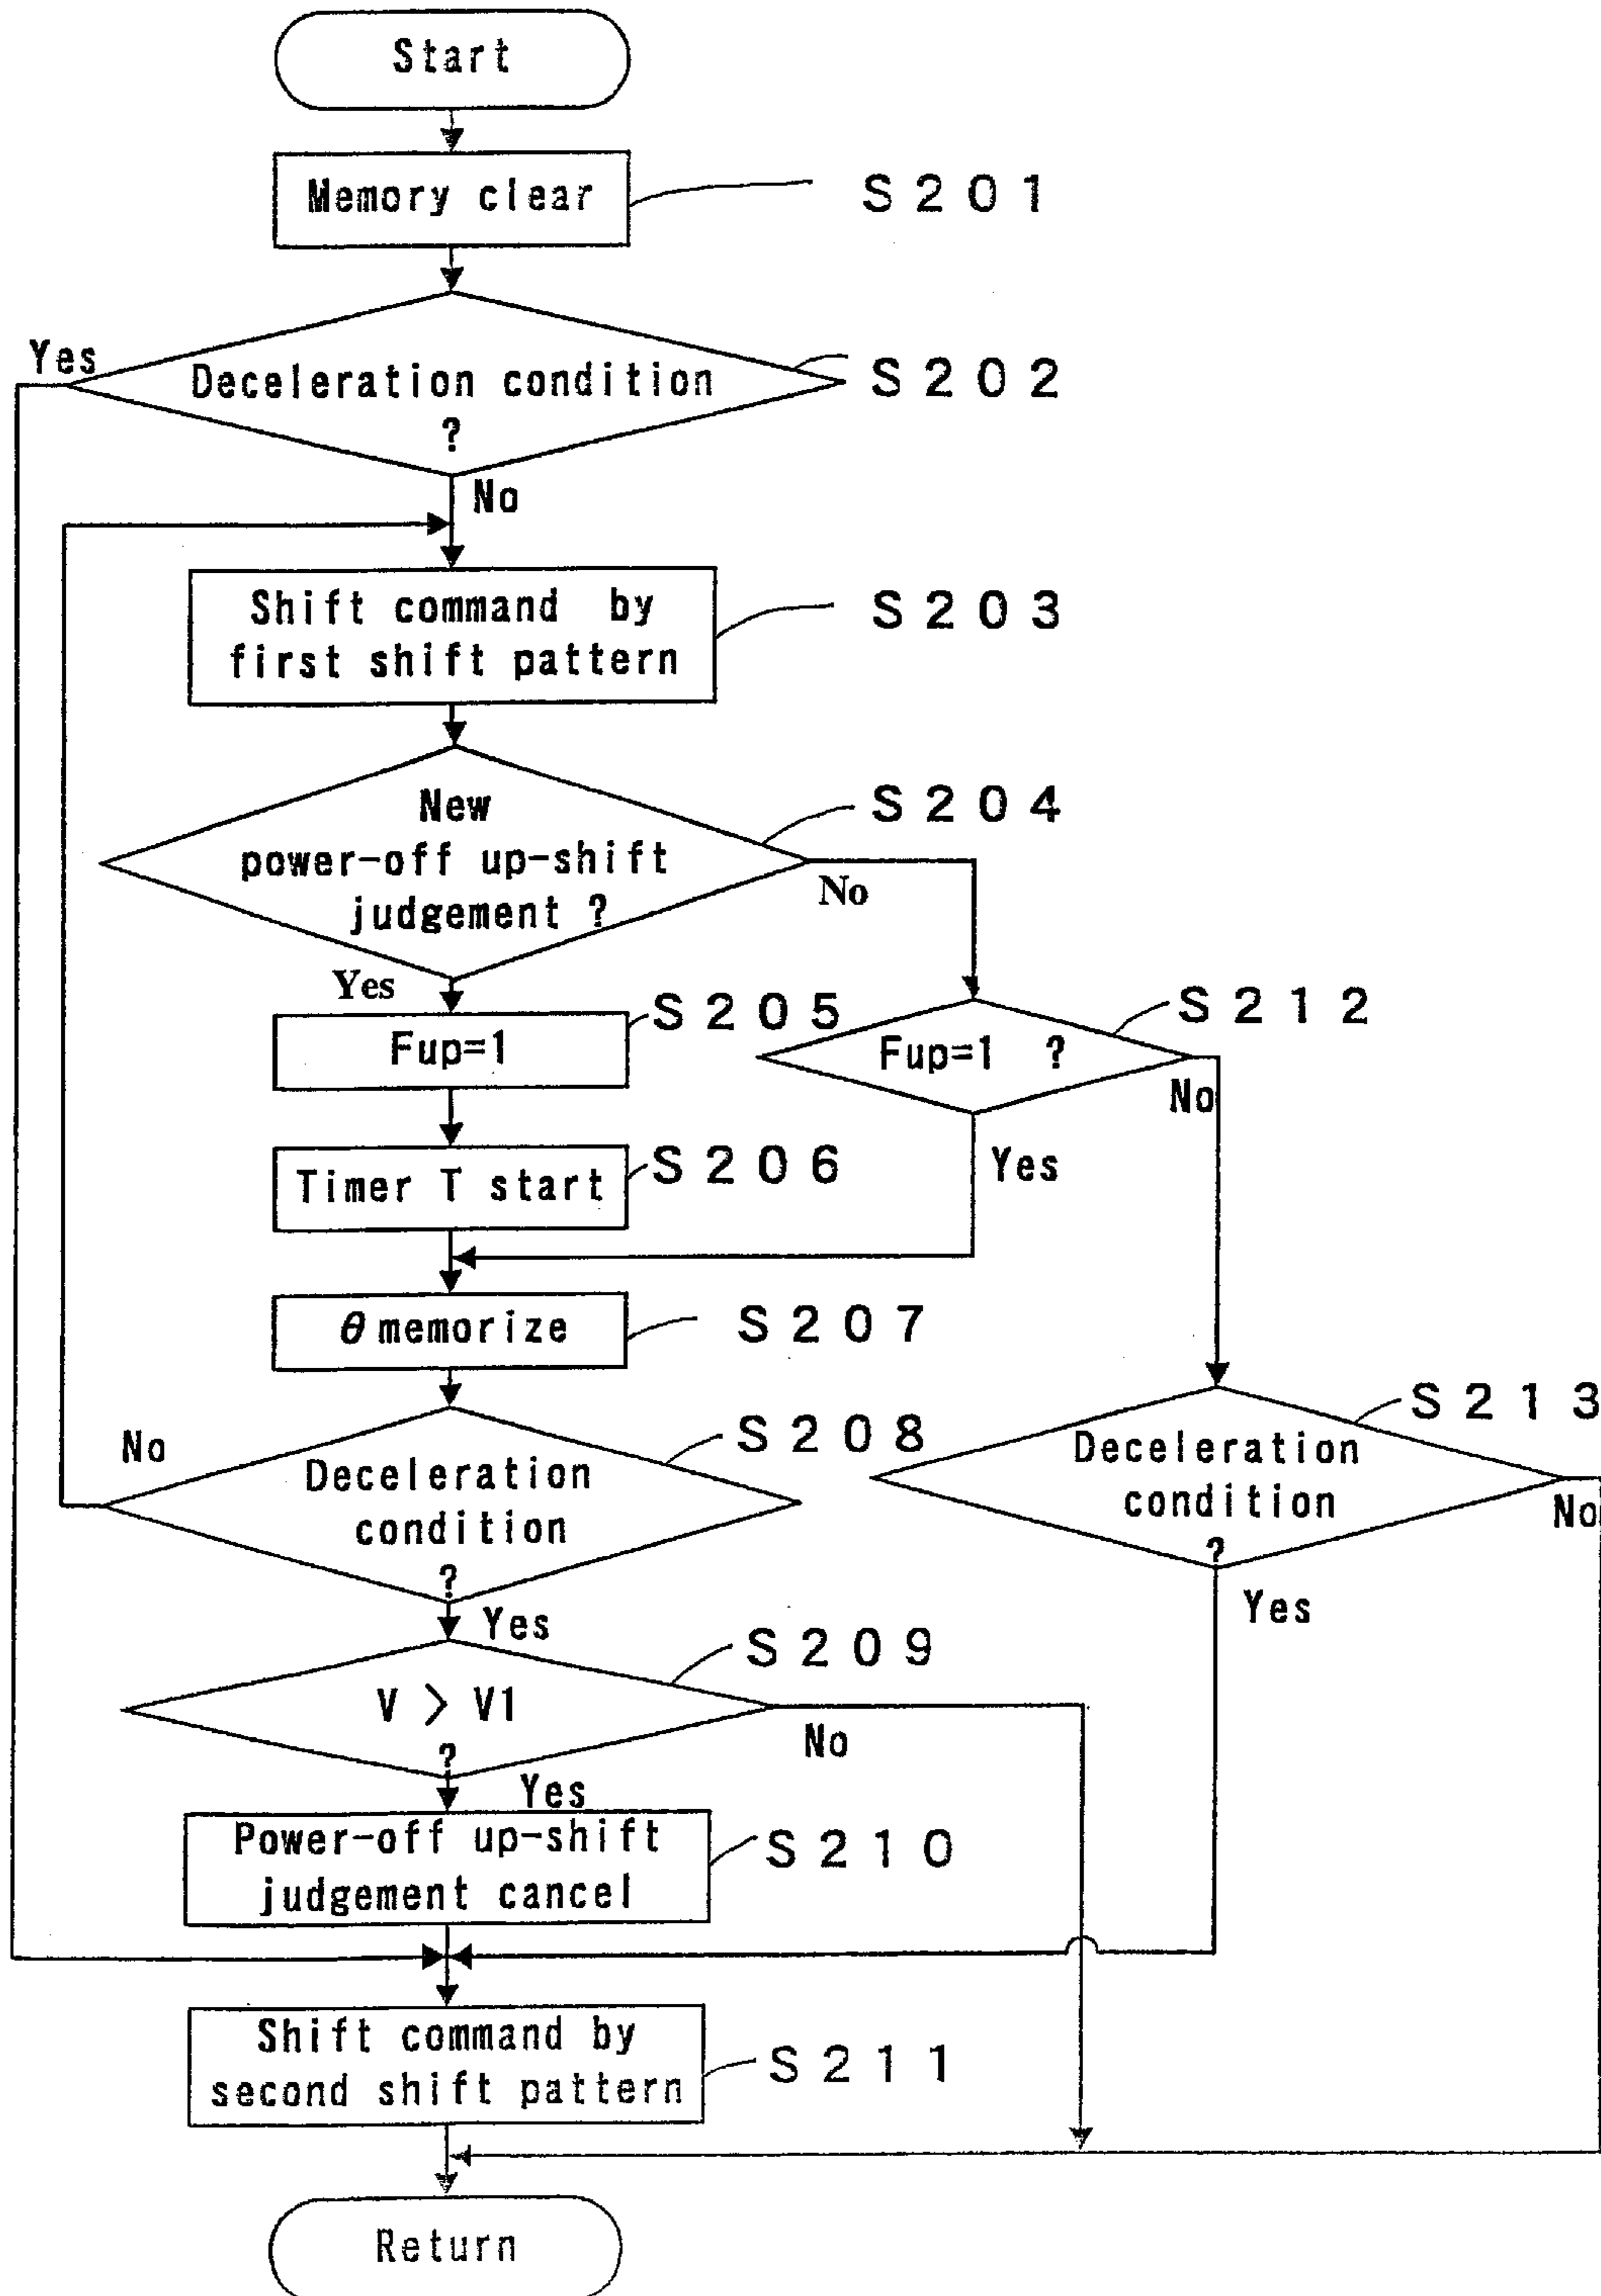 Start
Memory clear
S201
Yes
Deceleration condition
?
S202
No
Shift command by
first shift pattern
S203
New
power-off up-shift
judgement ?
S204
No
Yes
Fup=1
S205
Fup=1 ?
S212
No
Yes
Timer T start
S206
θ memorize
S207
No
Deceleration
condition
?
S208
Yes
Deceleration
condition
?
S213
No
Yes
V > V1
?
S209
No
Yes
Power-off up-shift
judgement cancel
S210
Shift command by
second shift pattern
S211
Return